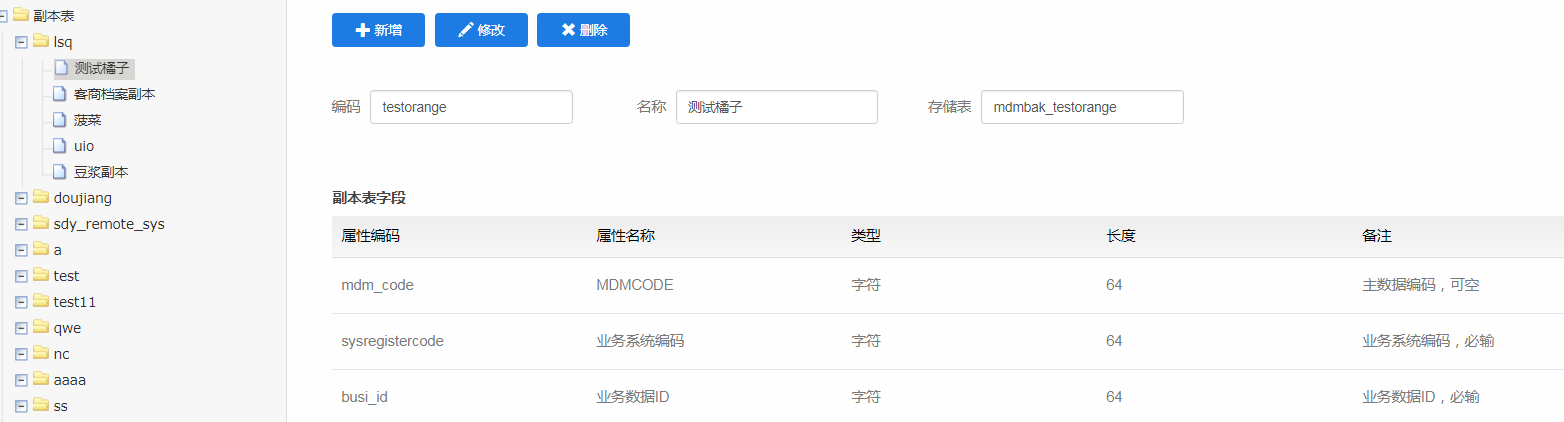 副本表
lsq
测试橘子
客商档案副本
菠菜
uio
豆浆副本
doujiang
sdy_remote_sys
a
test
test11
qwe
nc
aaaa
ss
新增 修改 删除
编码 testorange 名称 测试橘子 存储表 mdmbak_testorange
副本表字段
属性编码 属性名称 类型 长度 备注
mdm_code MDMCODE 字符 64 主数据编码，可空
sysregistercode 业务系统编码 字符 64 业务系统编码，必输
busi_id 业务数据ID 字符 64 业务数据ID，必输